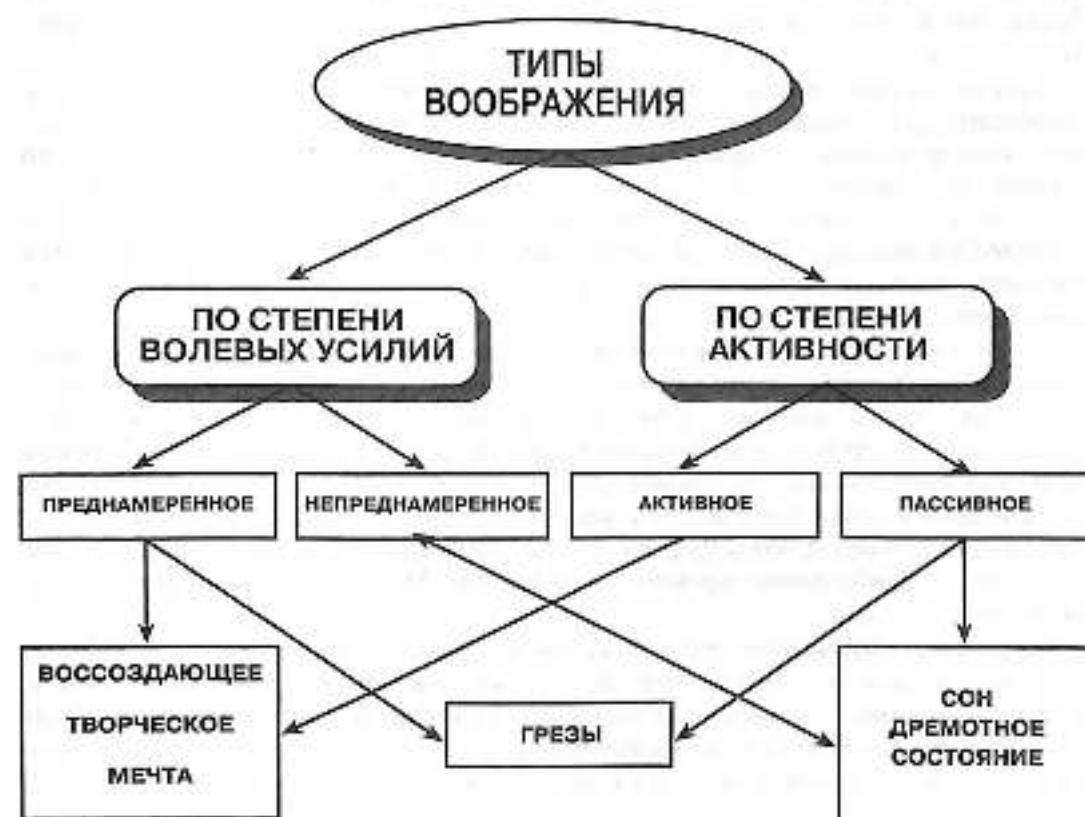 ТИПЫ
ВООБРАЖЕНИЯ
ПО СТЕПЕНИ
ВОЛЕВЫХ УСИЛИЙ
ПО СТЕПЕНИ
АКТИВНОСТИ
ПРЕДНАМЕРЕННОЕ
НЕПРЕДНАМЕРЕННОЕ
АКТИВНОЕ
ПАССИВНОЕ
ВОССОЗДАЮЩЕЕ
ТВОРЧЕСКОЕ
МЕЧТА
ГРЕЗЫ
СОН
ДРЕМОТНОЕ
СОСТОЯНИЕ